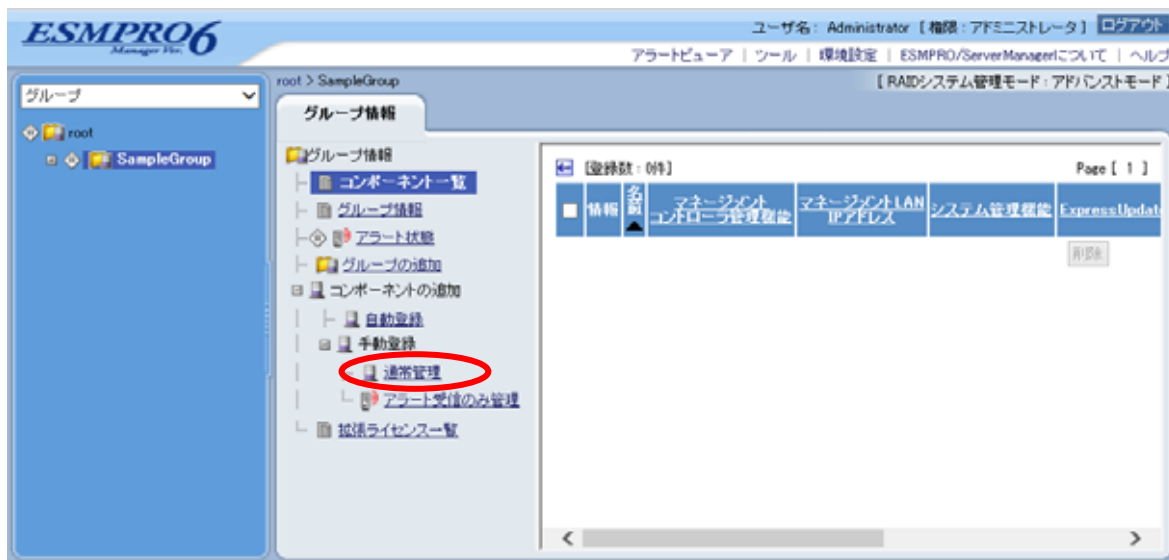 ESMPRO6
Manager Ver.
ユーザ名： Administrator [ 権限：アドミニストレータ ] ログアウト
アラートビューア | ツール | 環境設定 | ESMPRO/ServerManagerについて | ヘルプ
グループ
root
SampleGroup
root > SampleGroup
[ RAIDシステム管理モード：アドバンストモード ]
グループ情報
グループ情報
コンポーネント一覧
グループ情報
アラート状態
グループの追加
コンポーネントの追加
自動登録
手動登録
通常管理
アラート受信のみ管理
拡張ライセンス一覧
[登録数：0件]
Page [ 1 ]
情報
名前
マネージメント
コントローラ管理機能
マネージメントLAN
IPアドレス
システム管理機能
ExpressUpdat
削除